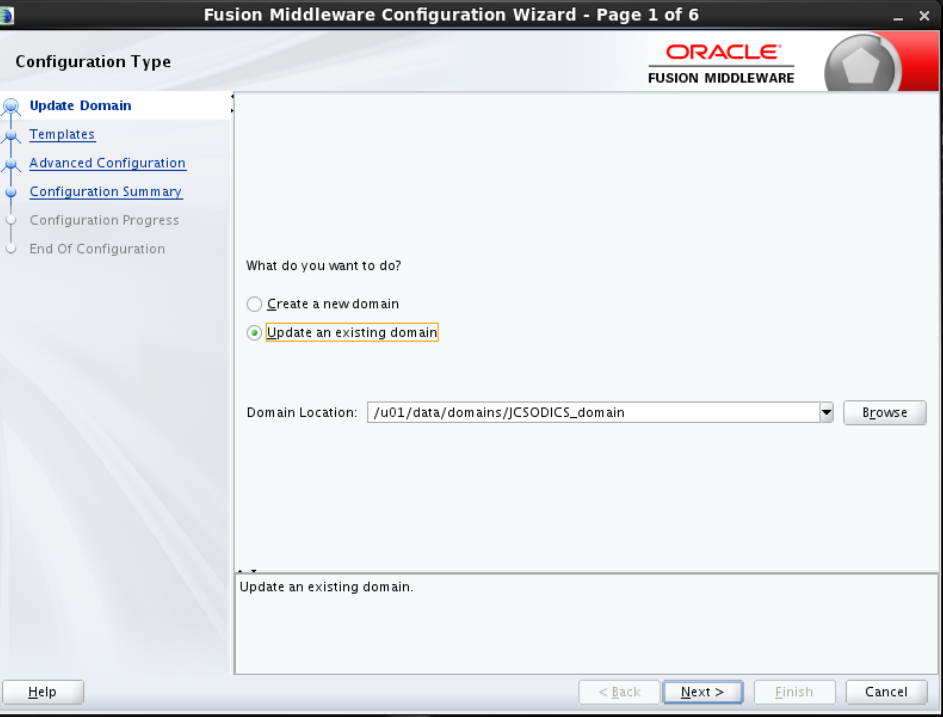 Fusion Middleware Configuration Wizard - Page 1 of 6
Configuration Type
ORACLE
FUSION MIDDLEWARE
Update Domain
Templates
Advanced Configuration
Configuration Summary
Configuration Progress
End Of Configuration
What do you want to do?
Create a new domain
Update an existing domain
Domain Location: /u01/data/domains/JCSODICS_domain Browse
Update an existing domain.
Help < Back Next > Finish Cancel